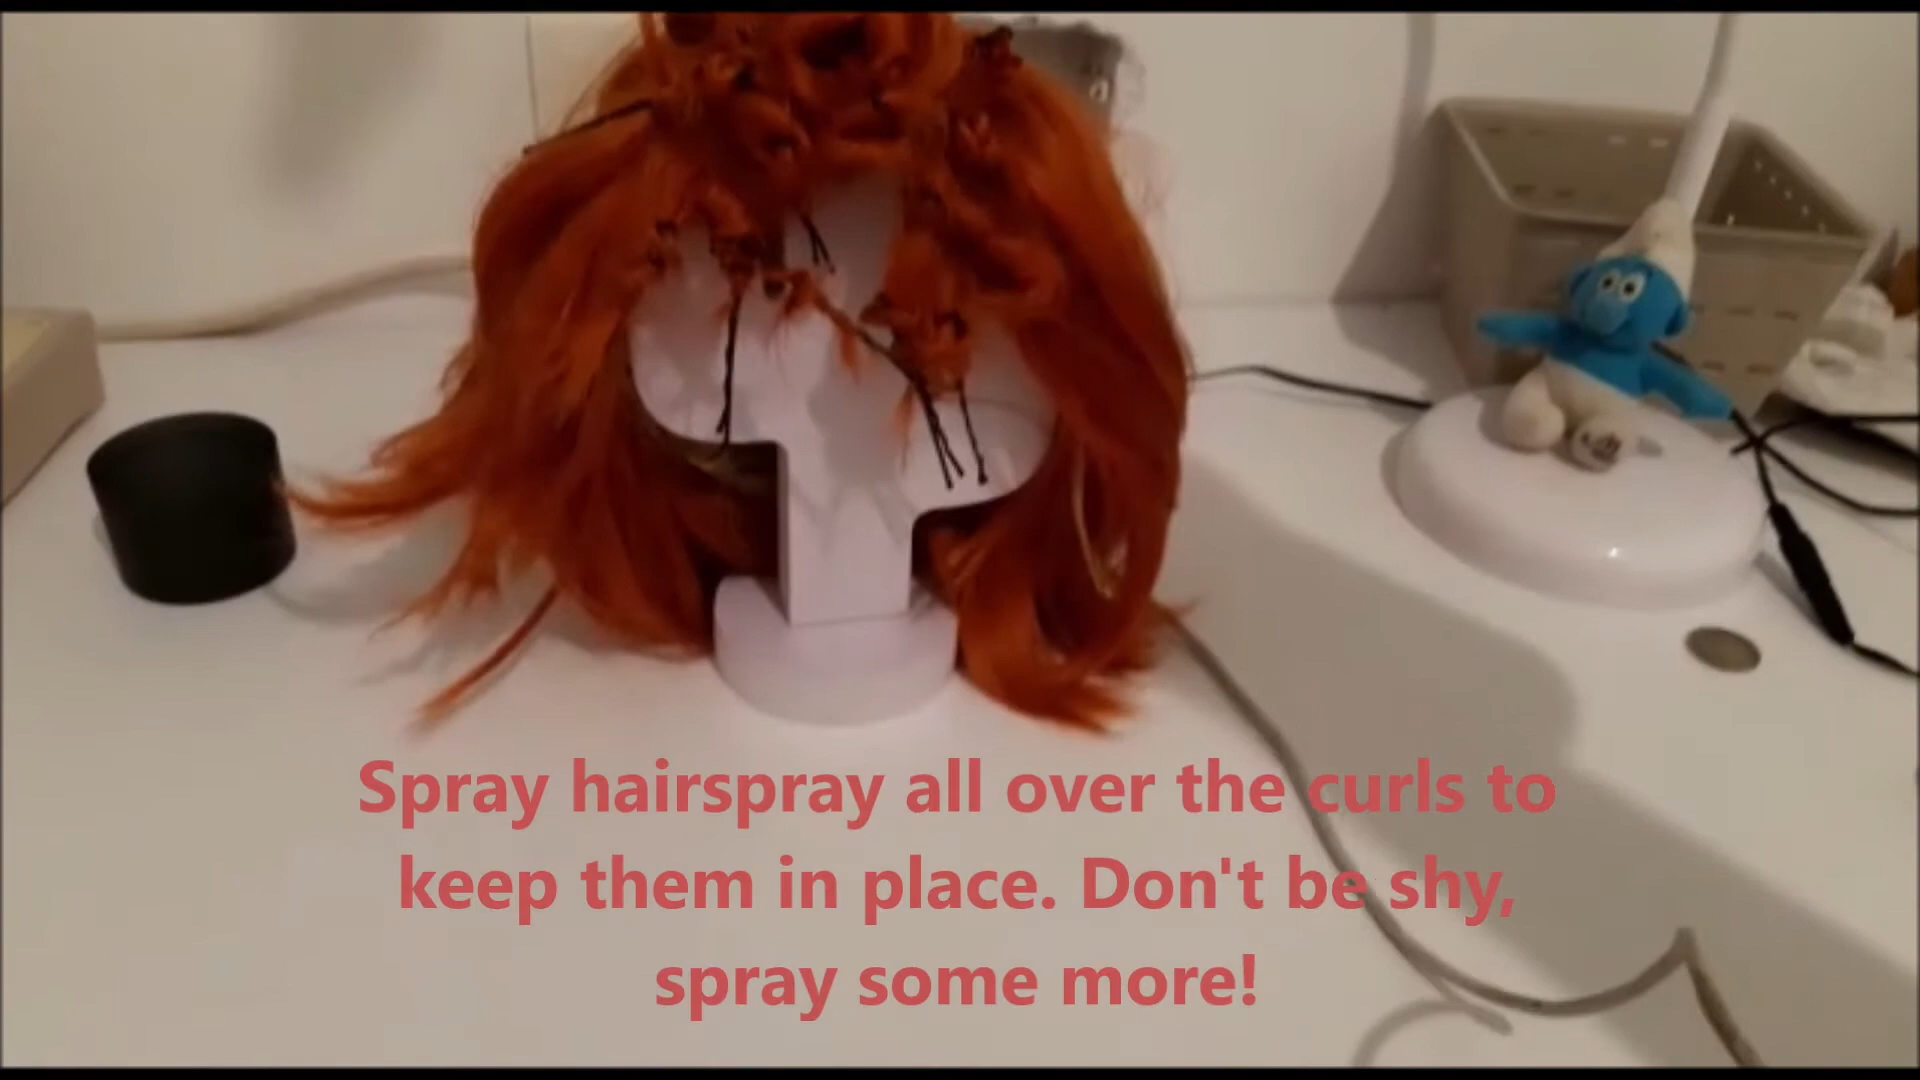 Spray hairspray all over the curls to
keep them in place. Don't be shy,
spray some more!